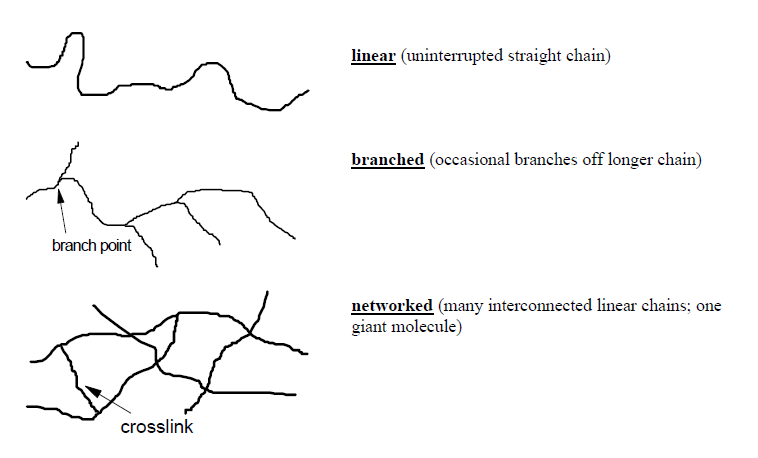 linear (uninterrupted straight chain)
branched (occasional branches off longer chain)
branch point
networked (many interconnected linear chains; one
giant molecule)
crosslink